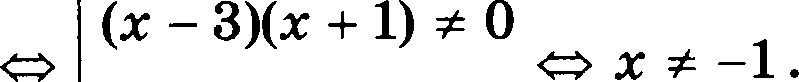 ⇔ | (x − 3)(x + 1) ≠ 0 ⇔ x ≠ −1.